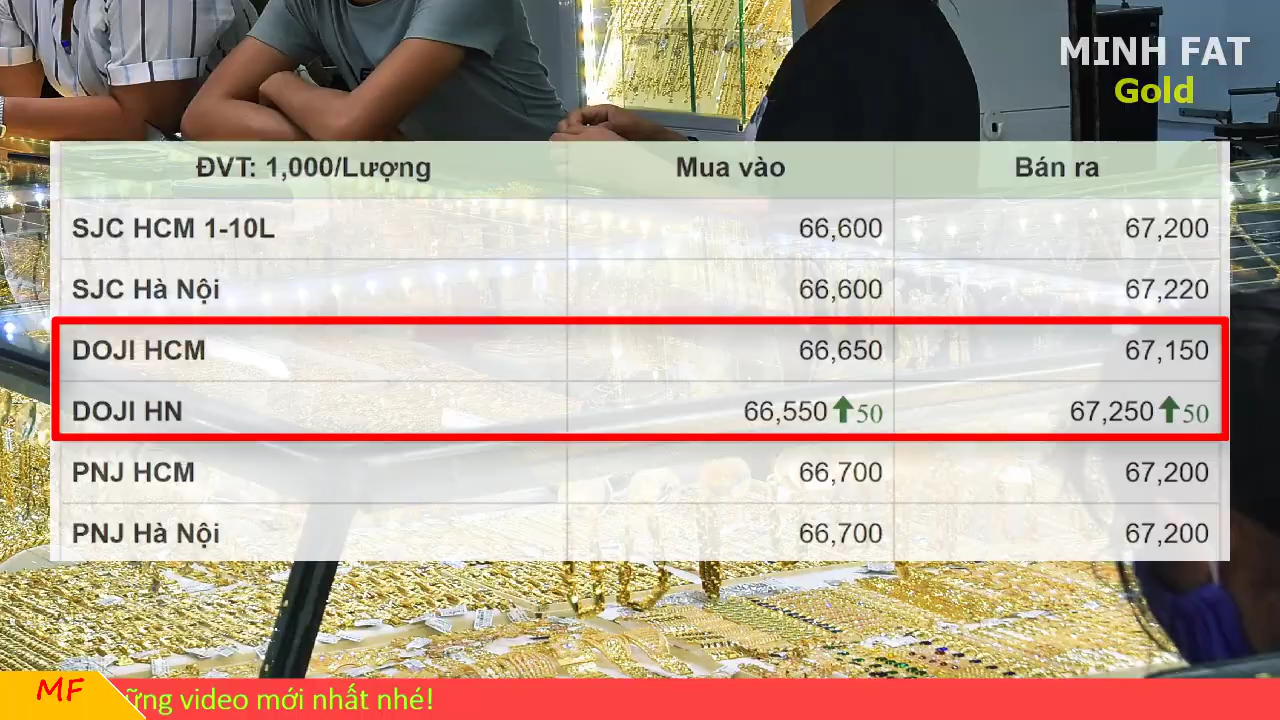 MINH FAT
Gold
ĐVT: 1,000/Lượng Mua vào Bán ra
SJC HCM 1-10L 66,600 67,200
SJC Hà Nội 66,600 67,220
DOJI HCM 66,650 67,150
DOJI HN 66,550 50 67,250 50
PNJ HCM 66,700 67,200
PNJ Hà Nội 66,700 67,200
MF
video mới nhất nhé!